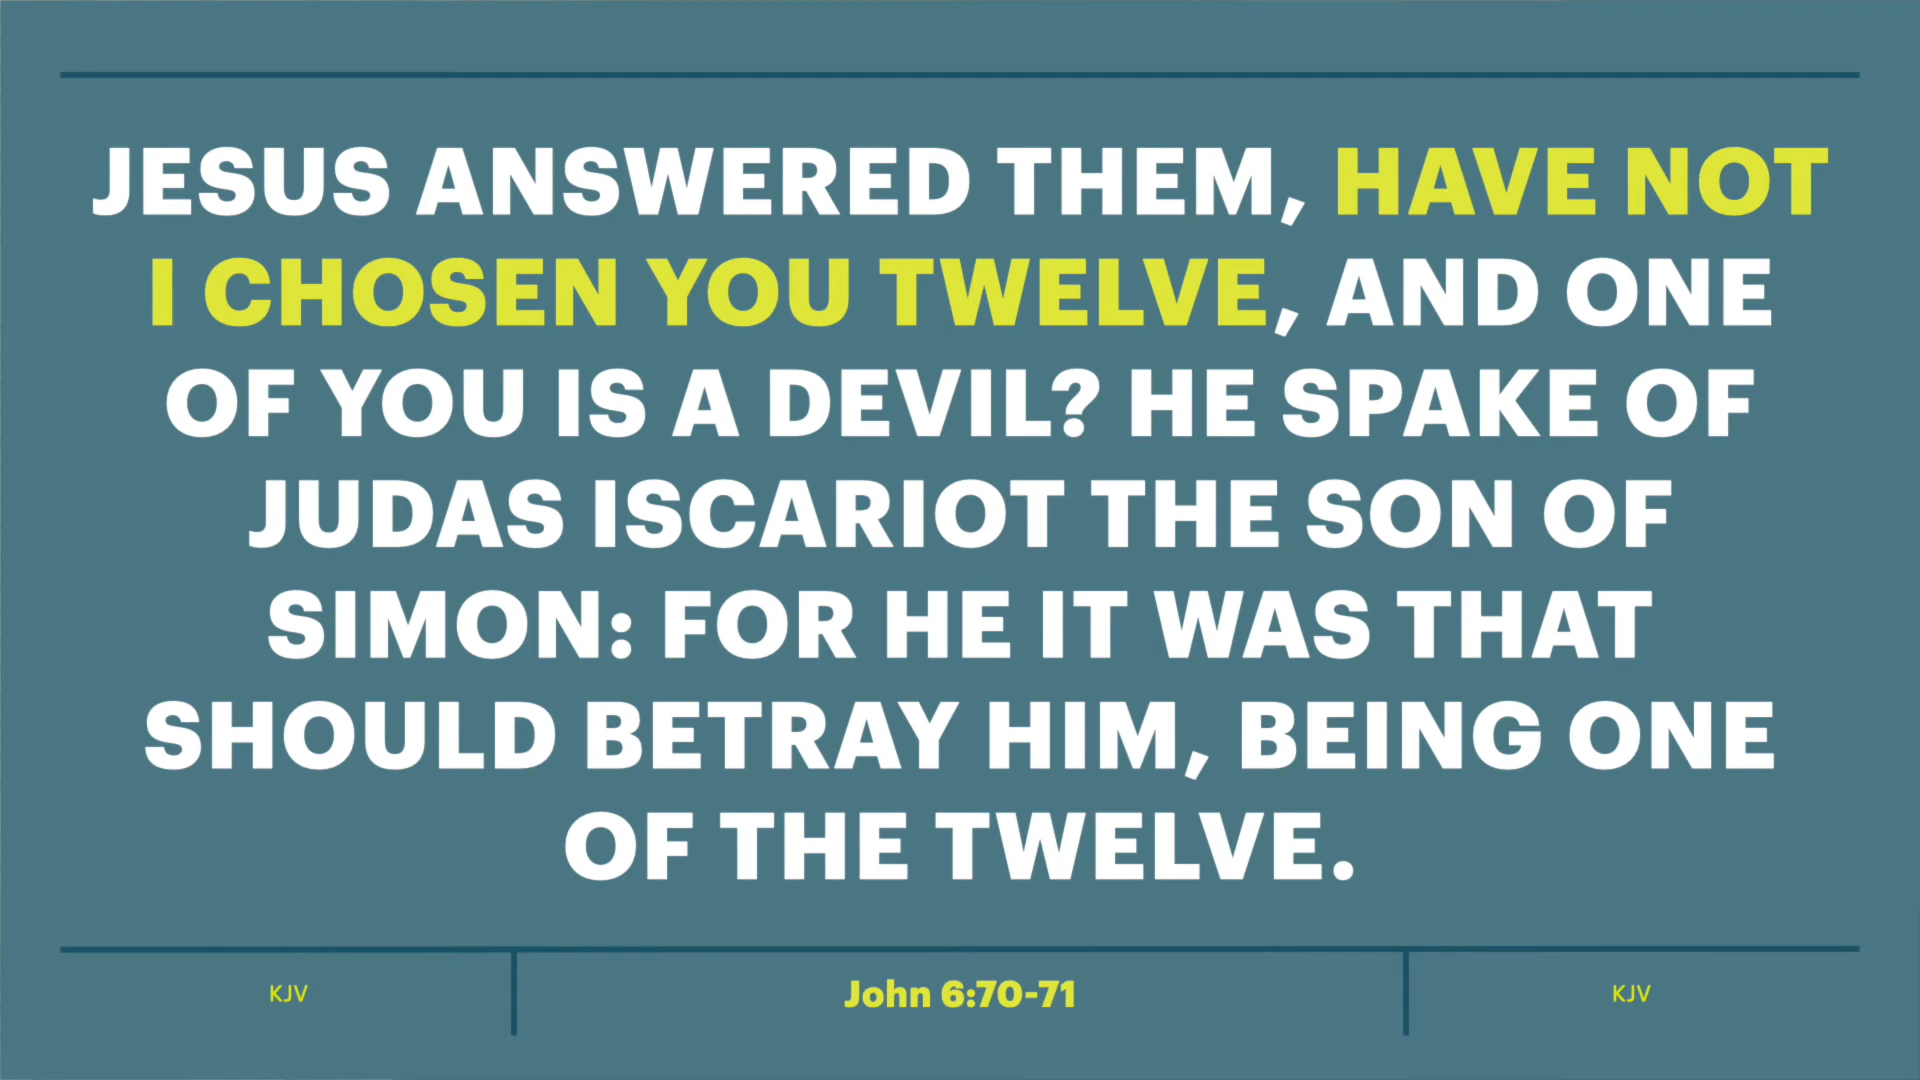 JESUS ANSWERED THEM, HAVE NOT
I CHOSEN YOU TWELVE, AND ONE
OF YOU IS A DEVIL? HE SPAKE OF
JUDAS ISCARIOT THE SON OF
SIMON: FOR HE IT WAS THAT
SHOULD BETRAY HIM, BEING ONE
OF THE TWELVE.
KJV
John 6:70-71
KJV